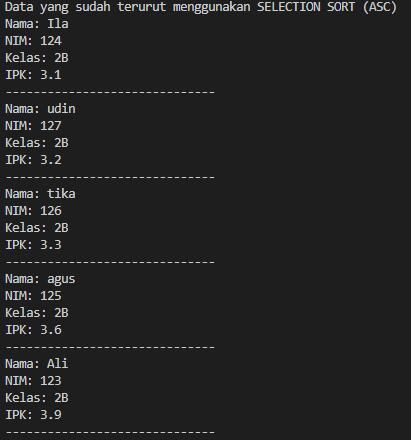 Data yang sudah terurut menggunakan SELECTION SORT (ASC)
Nama: Ila
NIM: 124
Kelas: 2B
IPK: 3.1
------------------------------
Nama: udin
NIM: 127
Kelas: 2B
IPK: 3.2
------------------------------
Nama: tika
NIM: 126
Kelas: 2B
IPK: 3.3
------------------------------
Nama: agus
NIM: 125
Kelas: 2B
IPK: 3.6
------------------------------
Nama: Ali
NIM: 123
Kelas: 2B
IPK: 3.9
------------------------------